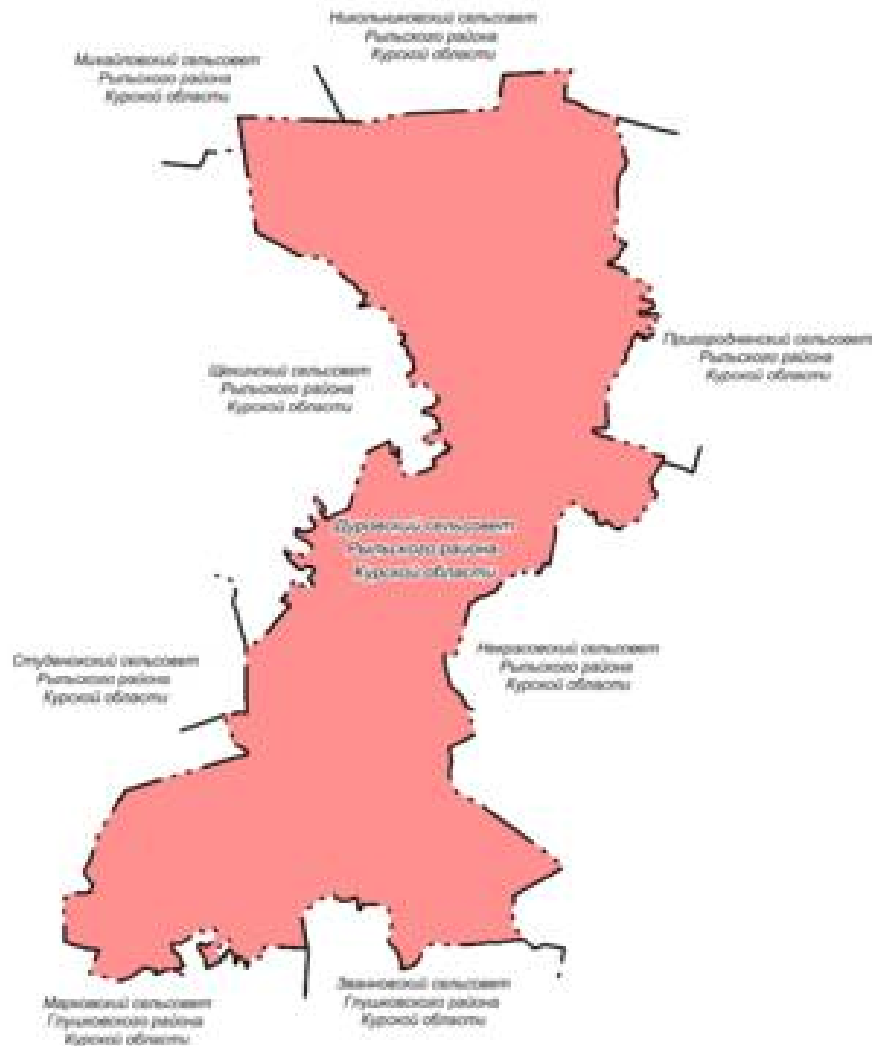 Никольниковский сельсовет
Рыльского района
Курской области
Михайловский сельсовет
Рыльского района
Курской области
Пригородненский сельсовет
Рыльского района
Курской области
Щекинский сельсовет
Рыльского района
Курской области
Дуровский сельсовет
Рыльского района
Курской области
Студенокский сельсовет
Рыльского района
Курской области
Некрасовский сельсовет
Рыльского района
Курской области
Званновский сельсовет
Глушковского района
Курской области
Марковский сельсовет
Глушковского района
Курской области